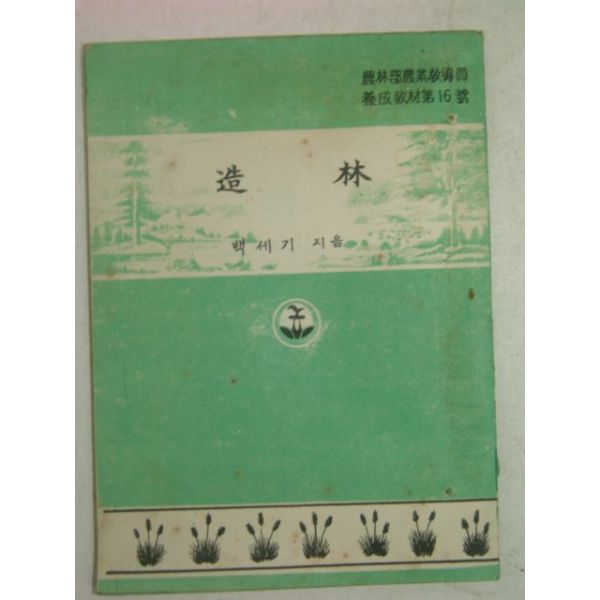 農林部農業敎導員
養成敎材第16號
造林
백세기 지음